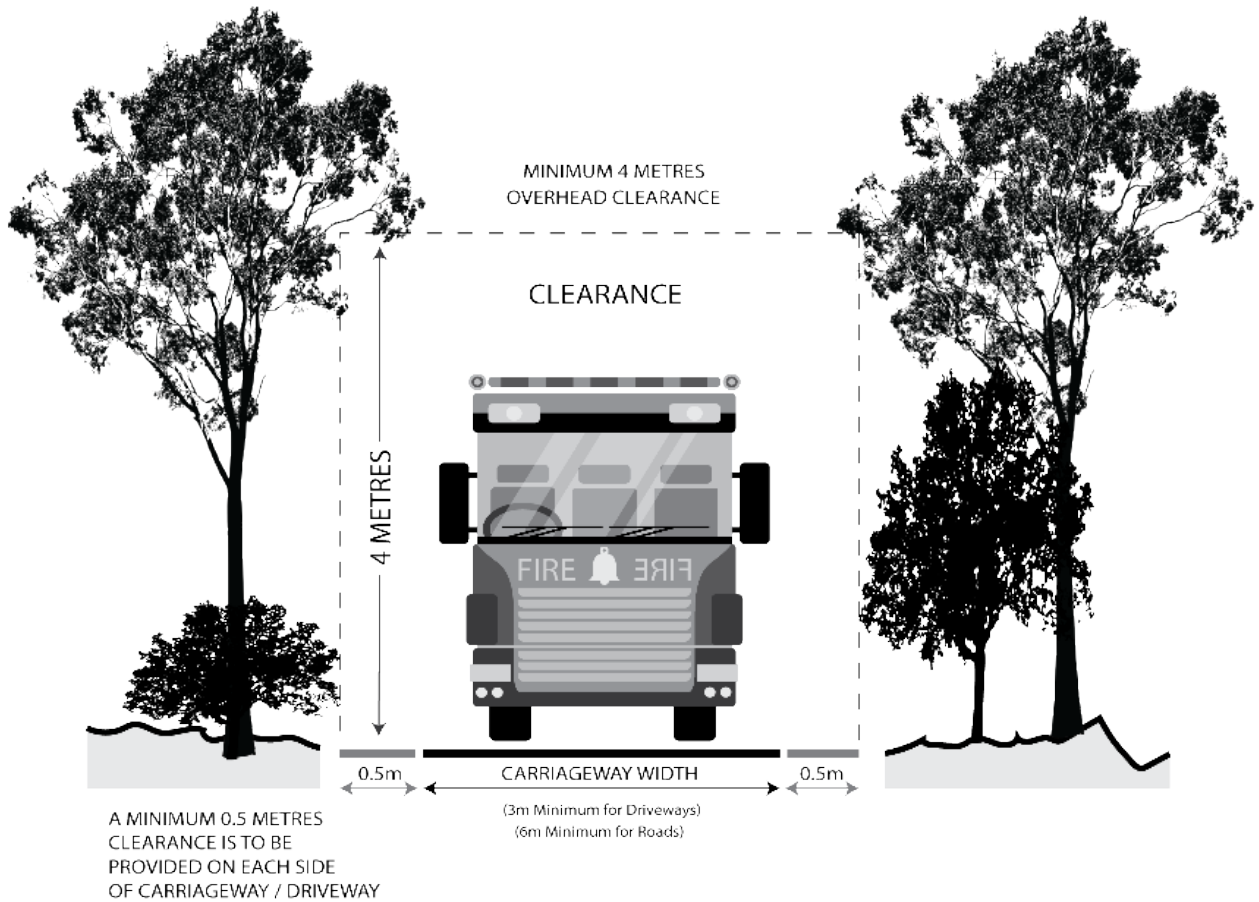 MINIMUM 4 METRES
OVERHEAD CLEARANCE
CLEARANCE
4 METRES
FIRE FIRE
0.5m
CARRIAGEWAY WIDTH
0.5m
(3m Minimum for Driveways)
(6m Minimum for Roads)
A MINIMUM 0.5 METRES
CLEARANCE IS TO BE
PROVIDED ON EACH SIDE
OF CARRIAGEWAY / DRIVEWAY